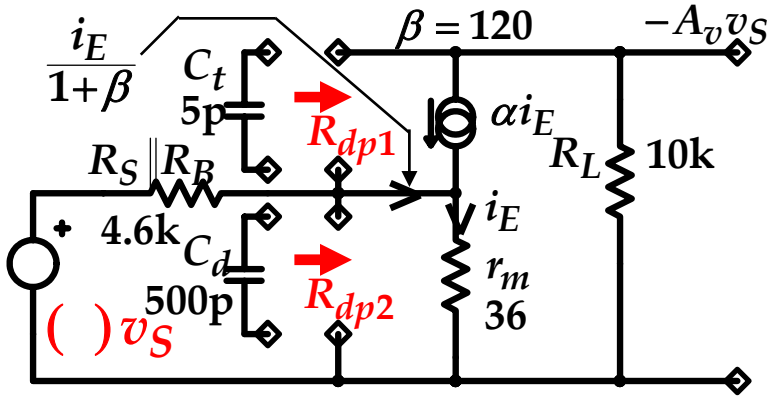 i_E/(1+β)
β = 120
−A_v v_S
C_t
5p
R_dp1
αi_E
R_L
10k
R_S||R_B
4.6k
+
C_d
500p
R_dp2
i_E
r_m
36
( ) v_S